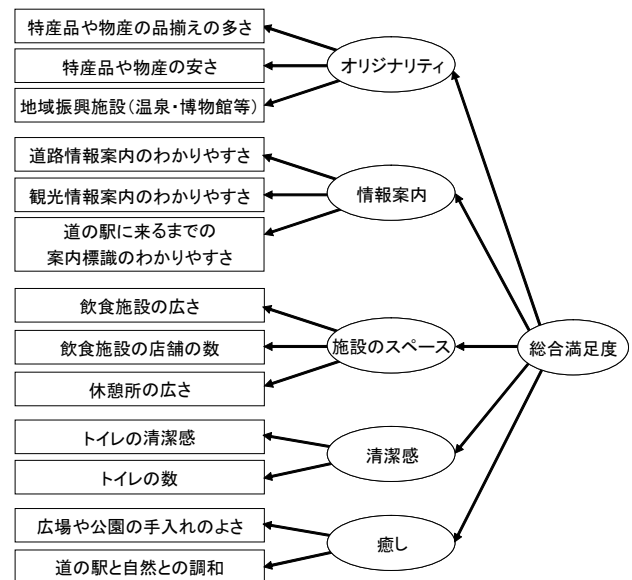 特産品や物産の品揃えの多さ
特産品や物産の安さ
地域振興施設(温泉・博物館等)
オリジナリティ
道路情報案内のわかりやすさ
観光情報案内のわかりやすさ
道の駅に来るまでの
案内標識のわかりやすさ
情報案内
飲食施設の広さ
飲食施設の店舗の数
休憩所の広さ
施設のスペース
総合満足度
トイレの清潔感
トイレの数
清潔感
広場や公園の手入れのよさ
道の駅と自然との調和
癒し